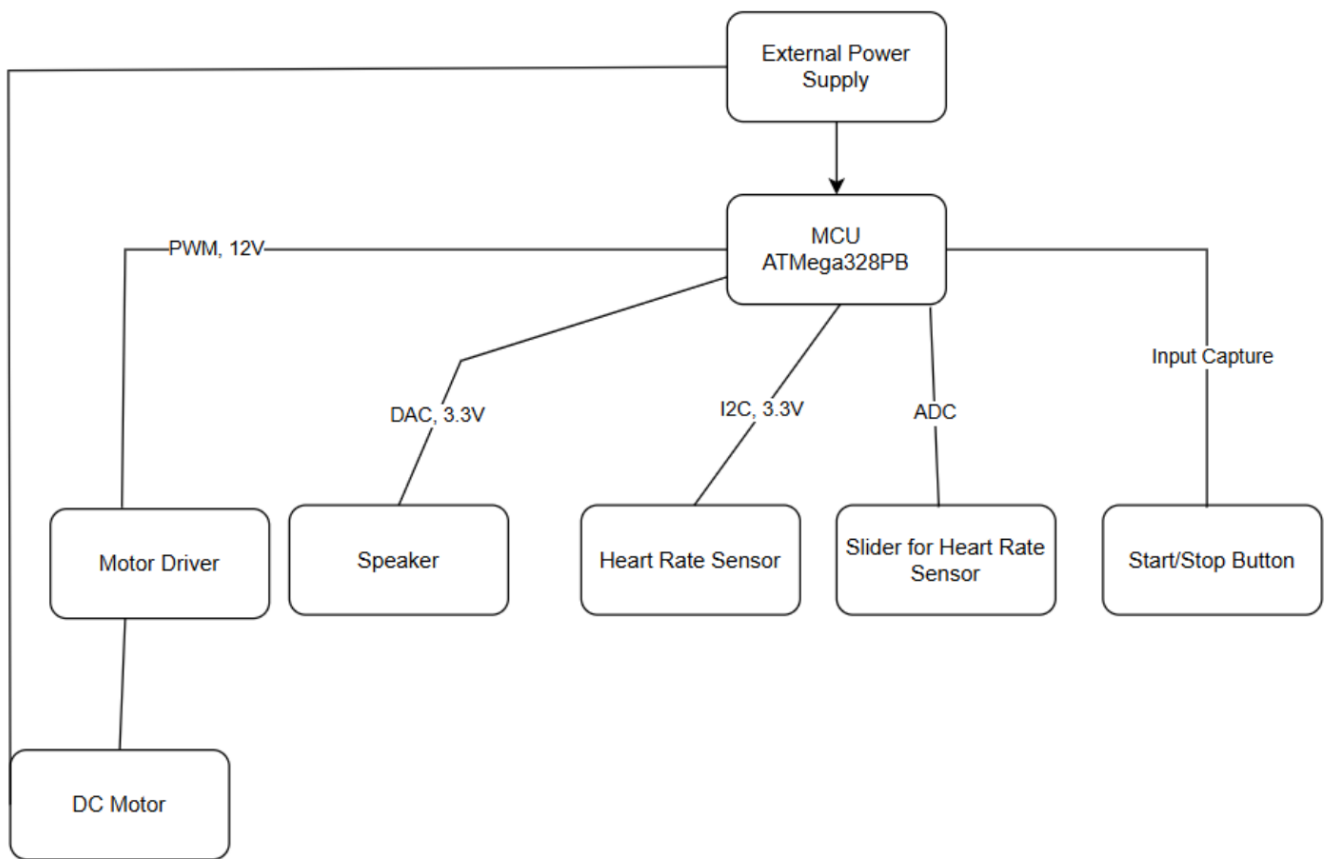 External Power
Supply
MCU
ATMega328PB
PWM, 12V
Input Capture
DAC, 3.3V
I2C, 3.3V
ADC
Motor Driver
Speaker
Heart Rate Sensor
Slider for Heart Rate
Sensor
Start/Stop Button
DC Motor